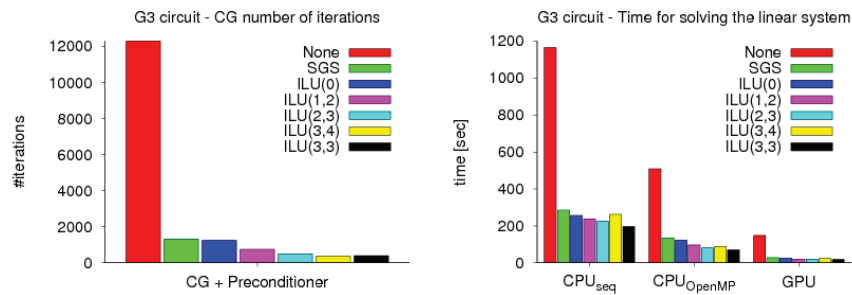 G3 circuit - CG number of iterations
12000
10000
8000
6000
4000
2000
0
#iterations
None
SGS
ILU(0)
ILU(1,2)
ILU(2,3)
ILU(3,4)
ILU(3,3)
CG + Preconditioner
G3 circuit - Time for solving the linear system
1200
1000
800
600
400
200
0
time [sec]
None
SGS
ILU(0)
ILU(1,2)
ILU(2,3)
ILU(3,4)
ILU(3,3)
CPUseq CPUOpenMP GPU